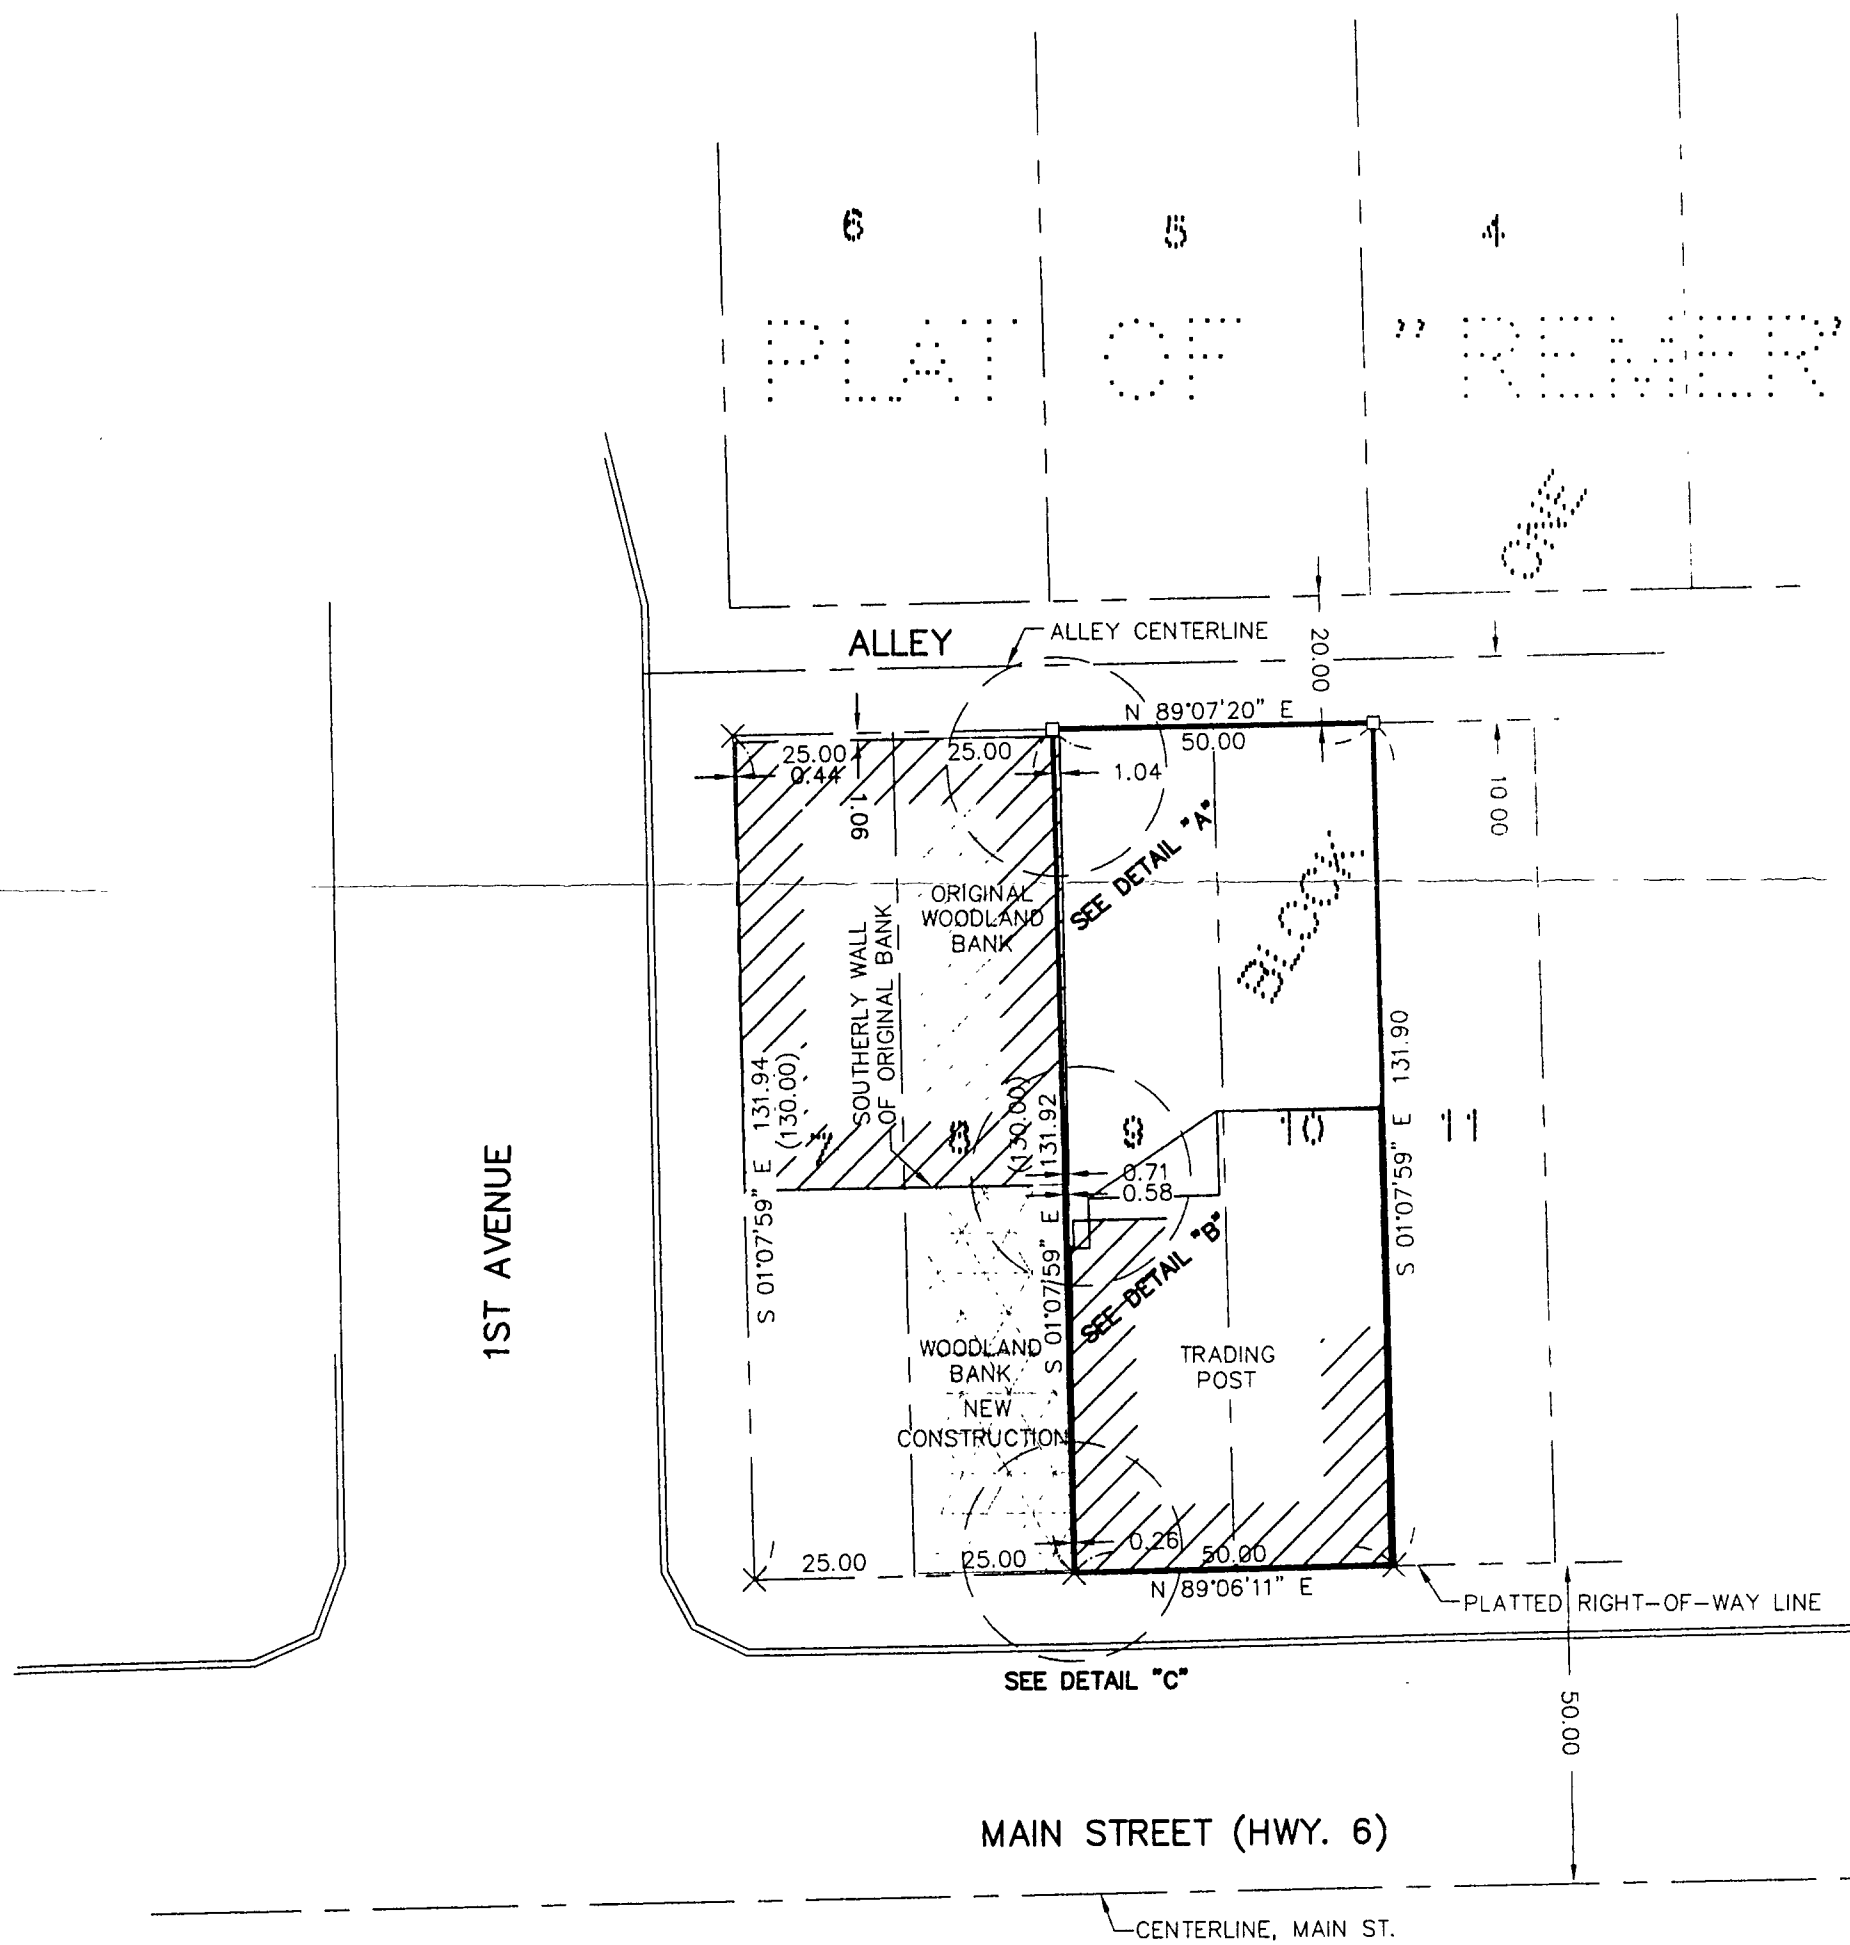 6
5
4
PLAT OF "REMER"
ONE
ALLEY
ALLEY CENTERLINE
20.00
N 89°07'20" E
50.00
25.00
25.00
0.44
1.04
1.06
10.00
SEE DETAIL "A"
BLOCK
ORIGINAL
WOODLAND
BANK
SOUTHERLY WALL
OF ORIGINAL BANK
S 01°07'59" E 131.94
(130.00)
(130.00)
S 01°07'59" E 131.92
S 01°07'59" E 131.90
7
8
9
10
11
0.71
0.58
SEE DETAIL "B"
1ST AVENUE
WOODLAND
BANK
NEW
CONSTRUCTION
TRADING
POST
0.26
25.00
25.00
50.00
N 89°06'11" E
PLATTED RIGHT-OF-WAY LINE
SEE DETAIL "C"
50.00
MAIN STREET (HWY. 6)
CENTERLINE, MAIN ST.